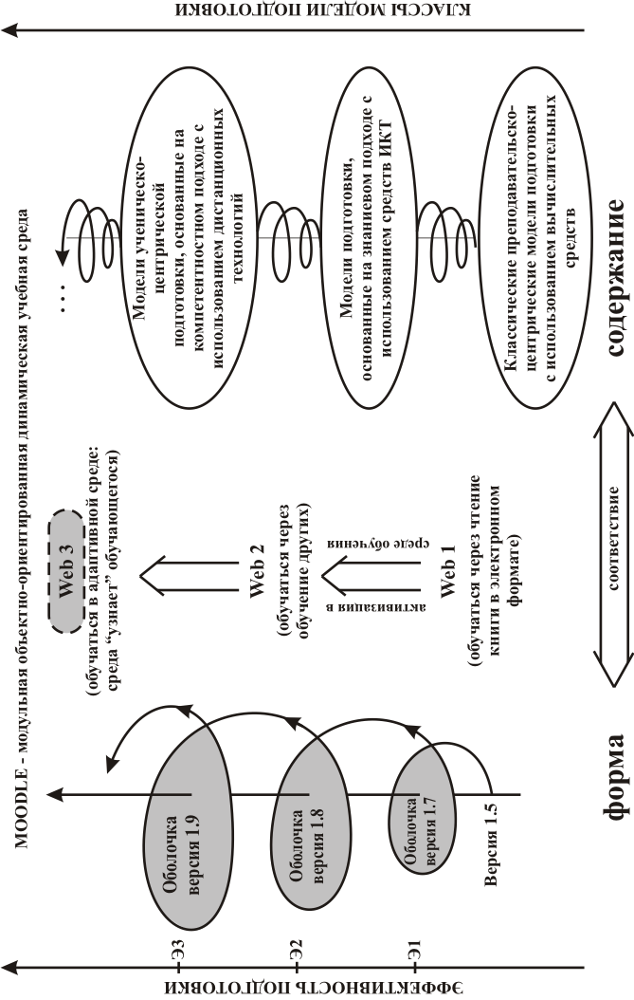 MOODLE - модульная объектно-ориентированная динамическая учебная среда
ЭФФЕКТИВНОСТЬ ПОДГОТОВКИ
Э3
Э2
Э1
Оболочка
версия 1.9
Оболочка
версия 1.8
Оболочка
версия 1.7
Версия 1.5
форма
Web 3
(обучаться в адаптивной среде:
среда “узнает” обучающегося)
Web 2
(обучаться через
обучение других)
активизация в
среде обучения
Web 1
(обучаться через чтение
книги в электронном
формате)
соответствие
...
Модели ученическо-
центрической
подготовки, основанные на
компетентностном подходе с
использованием дистанционных
технологий
Модели подготовки,
основанные на знаниевом подходе с
использованием средств ИКТ
Классические преподавательско-
центрические модели подготовки
с использованием вычислительных
средств
содержание
КЛАССЫ МОДЕЛИ ПОДГОТОВКИ